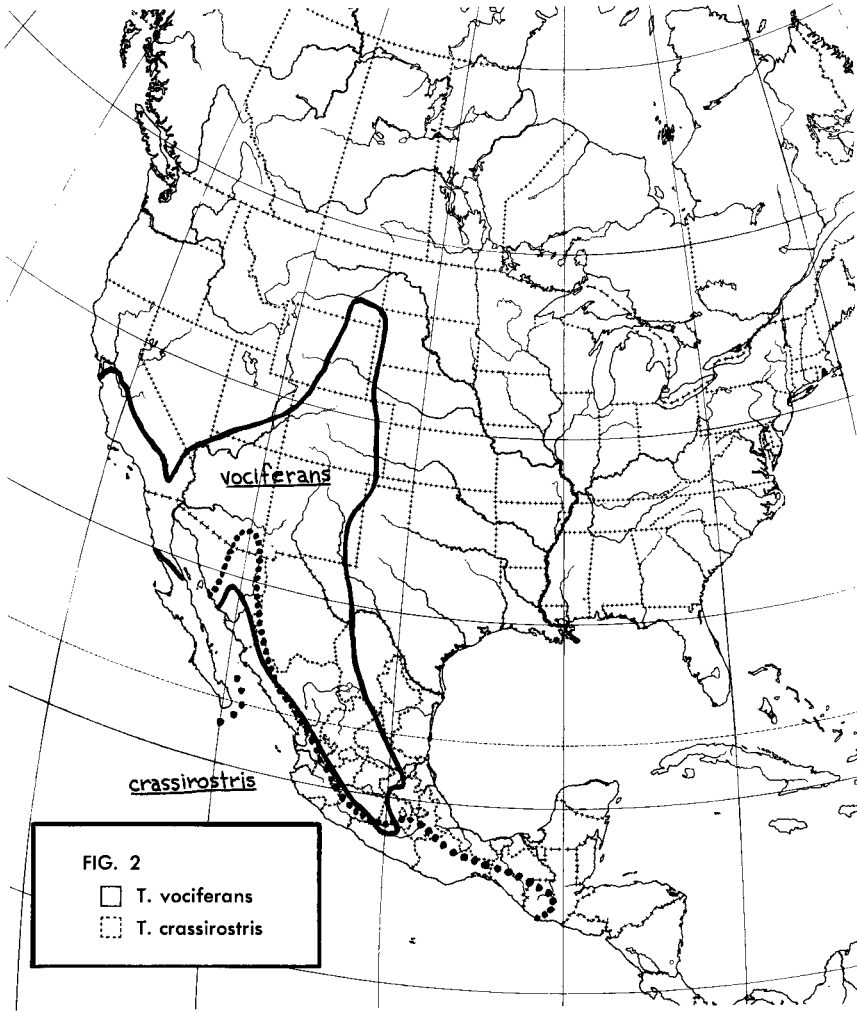 vociferans
crassirostris
FIG. 2
T. vociferans
T. crassirostris